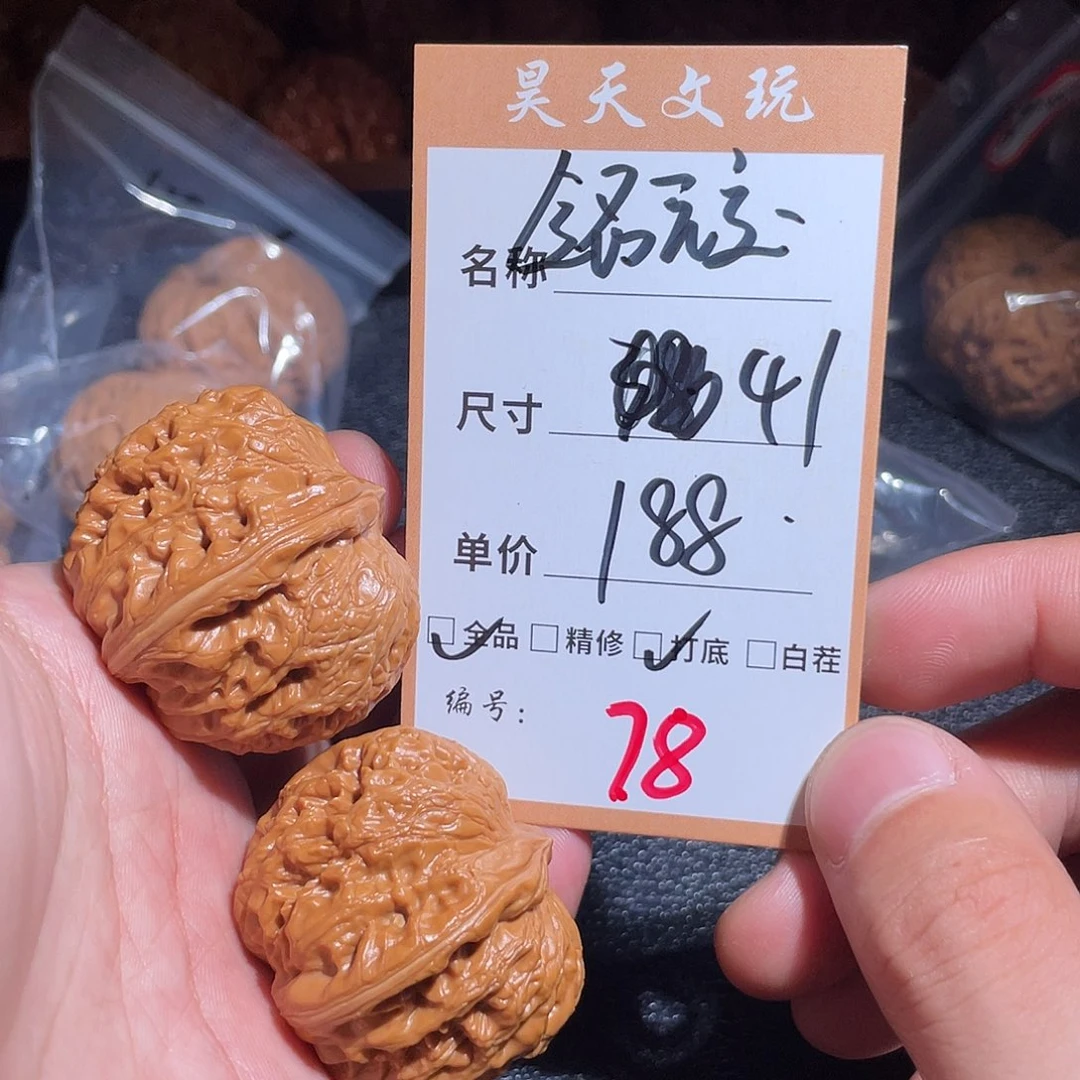 昊天文玩
名称
尺寸 41
单价 188
☑全品 □精修 ☑打底 □白茬
编号: 78